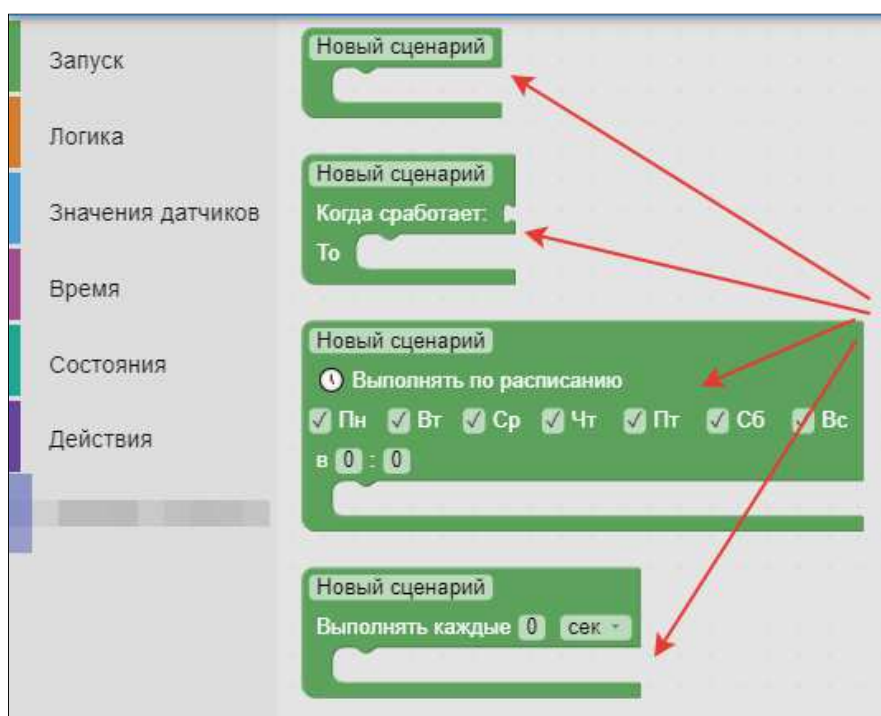 Запуск
Логика
Значения датчиков
Время
Состояния
Действия
Новый сценарий
Новый сценарий
Когда сработает:
То
Новый сценарий
Выполнять по расписанию
Пн Вт Ср Чт Пт Сб Вс
в 0 : 0
Новый сценарий
Выполнять каждые 0 сек